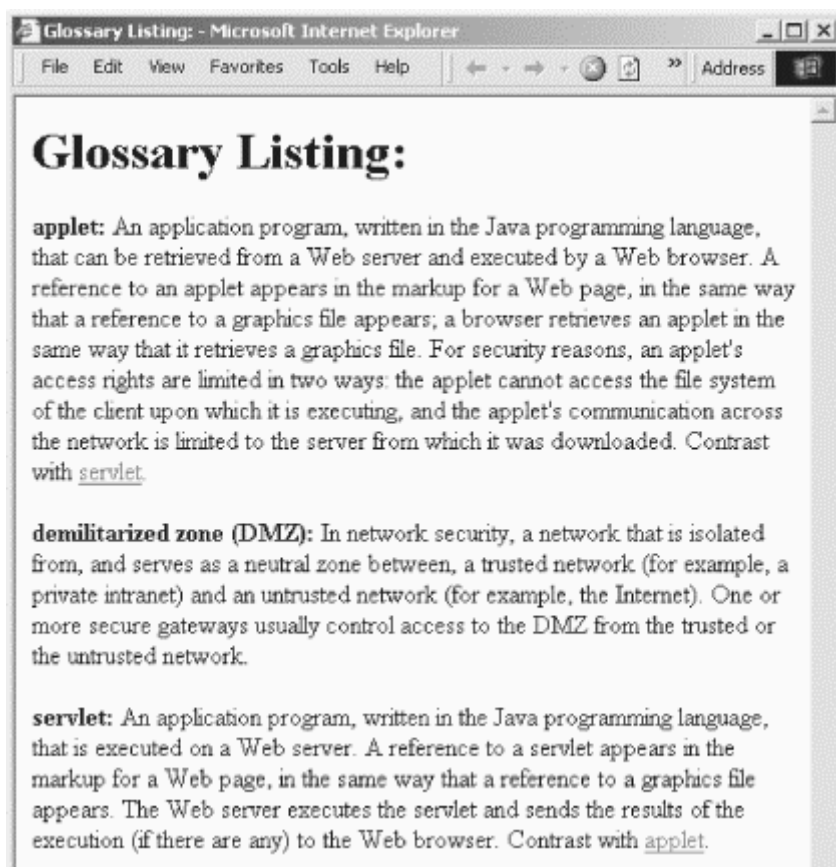 Glossary Listing: - Microsoft Internet Explorer
File Edit View Favorites Tools Help » Address
Glossary Listing:
applet: An application program, written in the Java programming language,
that can be retrieved from a Web server and executed by a Web browser. A
reference to an applet appears in the markup for a Web page, in the same way
that a reference to a graphics file appears; a browser retrieves an applet in the
same way that it retrieves a graphics file. For security reasons, an applet's
access rights are limited in two ways: the applet cannot access the file system
of the client upon which it is executing, and the applet's communication across
the network is limited to the server from which it was downloaded. Contrast
with servlet.
demilitarized zone (DMZ): In network security, a network that is isolated
from, and serves as a neutral zone between, a trusted network (for example, a
private intranet) and an untrusted network (for example, the Internet). One or
more secure gateways usually control access to the DMZ from the trusted or
the untrusted network.
servlet: An application program, written in the Java programming language,
that is executed on a Web server. A reference to a servlet appears in the
markup for a Web page, in the same way that a reference to a graphics file
appears. The Web server executes the servlet and sends the results of the
execution (if there are any) to the Web browser. Contrast with applet.